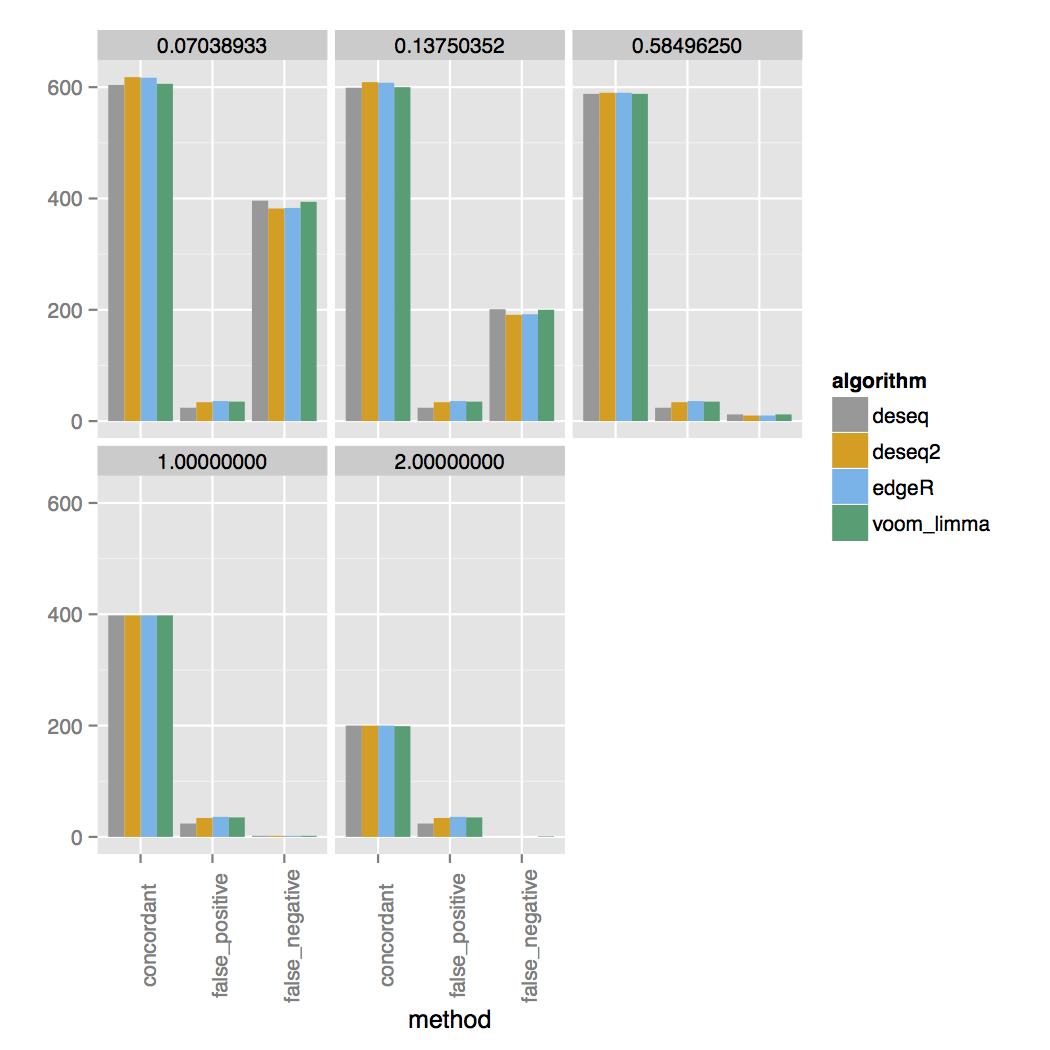 0.07038933 0.13750352 0.58496250
600
400
200
0
1.00000000 2.00000000
600
400
200
0
concordant false_positive false_negative concordant false_positive false_negative
method
algorithm
deseq
deseq2
edgeR
voom_limma